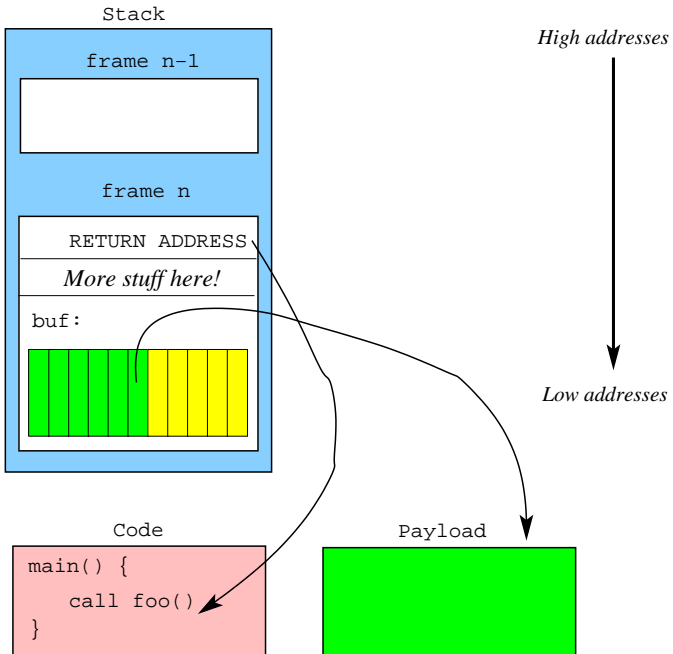 Stack
High addresses
frame n-1
frame n
RETURN ADDRESS
More stuff here!
buf:
Low addresses
Code
Payload
main() {
call foo()
}